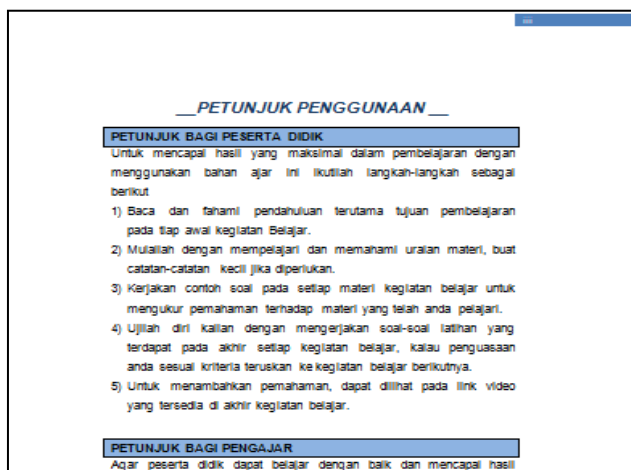 __PETUNJUK PENGGUNAAN__
PETUNJUK BAGI PESERTA DIDIK
Untuk mencapai hasil yang maksimal dalam pembelajaran dengan
menggunakan bahan ajar ini ikutilah langkah-langkah sebagai
berikut
1) Baca dan fahami pendahuluan terutama tujuan pembelajaran
pada tiap awal kegiatan Belajar.
2) Mulailah dengan mempelajari dan memahami uraian materi, buat
catatan-catatan kecil jika diperlukan.
3) Kerjakan contoh soal pada setiap materi kegiatan belajar untuk
mengukur pemahaman terhadap materi yang telah anda pelajari.
4) Ujilah diri kalian dengan mengerjakan soal-soal latihan yang
terdapat pada akhir setiap kegiatan belajar, kalau penguasaan
anda sesuai kriteria teruskan ke kegiatan belajar berikutnya.
5) Untuk menambahkan pemahaman, dapat dilihat pada link video
yang tersedia di akhir kegiatan belajar.
PETUNJUK BAGI PENGAJAR
Agar peserta didik dapat belajar dengan baik dan mencapai hasil